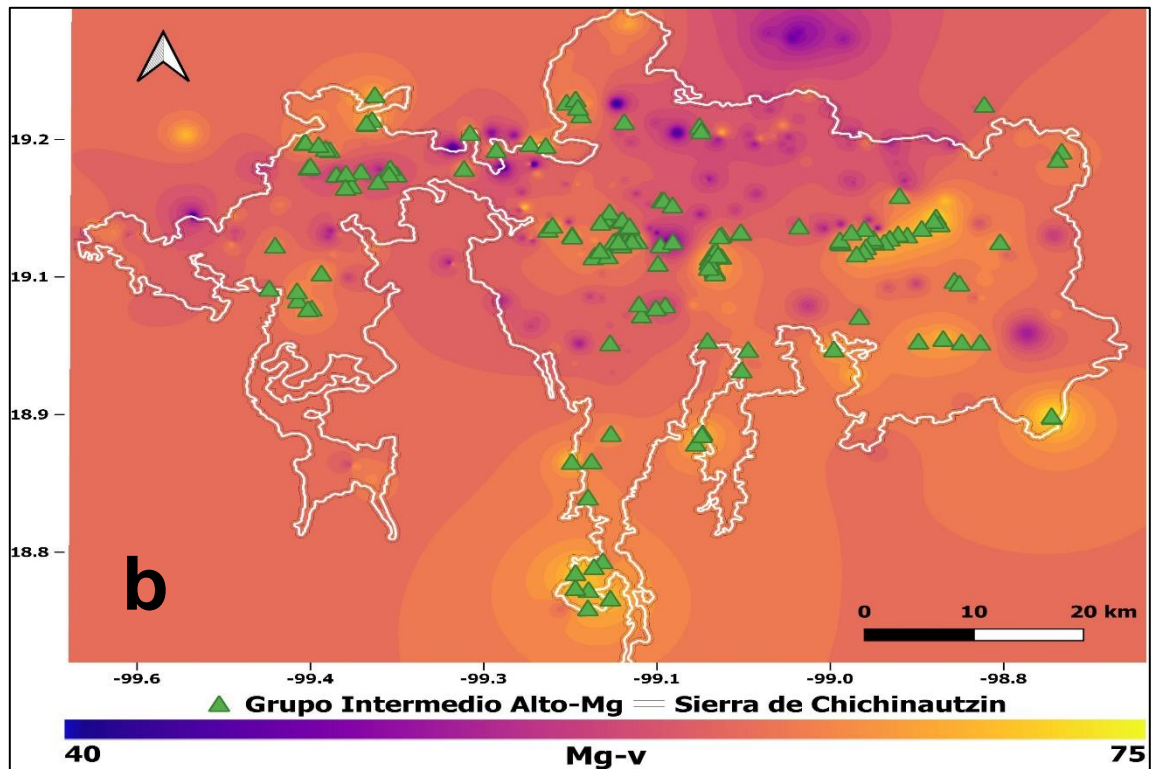 19.2
19.1
18.9
18.8
b
0 10 20 km
-99.6 -99.4 -99.3 -99.1 -99.0 -98.8
Grupo Intermedio Alto-Mg Sierra de Chichinautzin
40 Mg-v 75